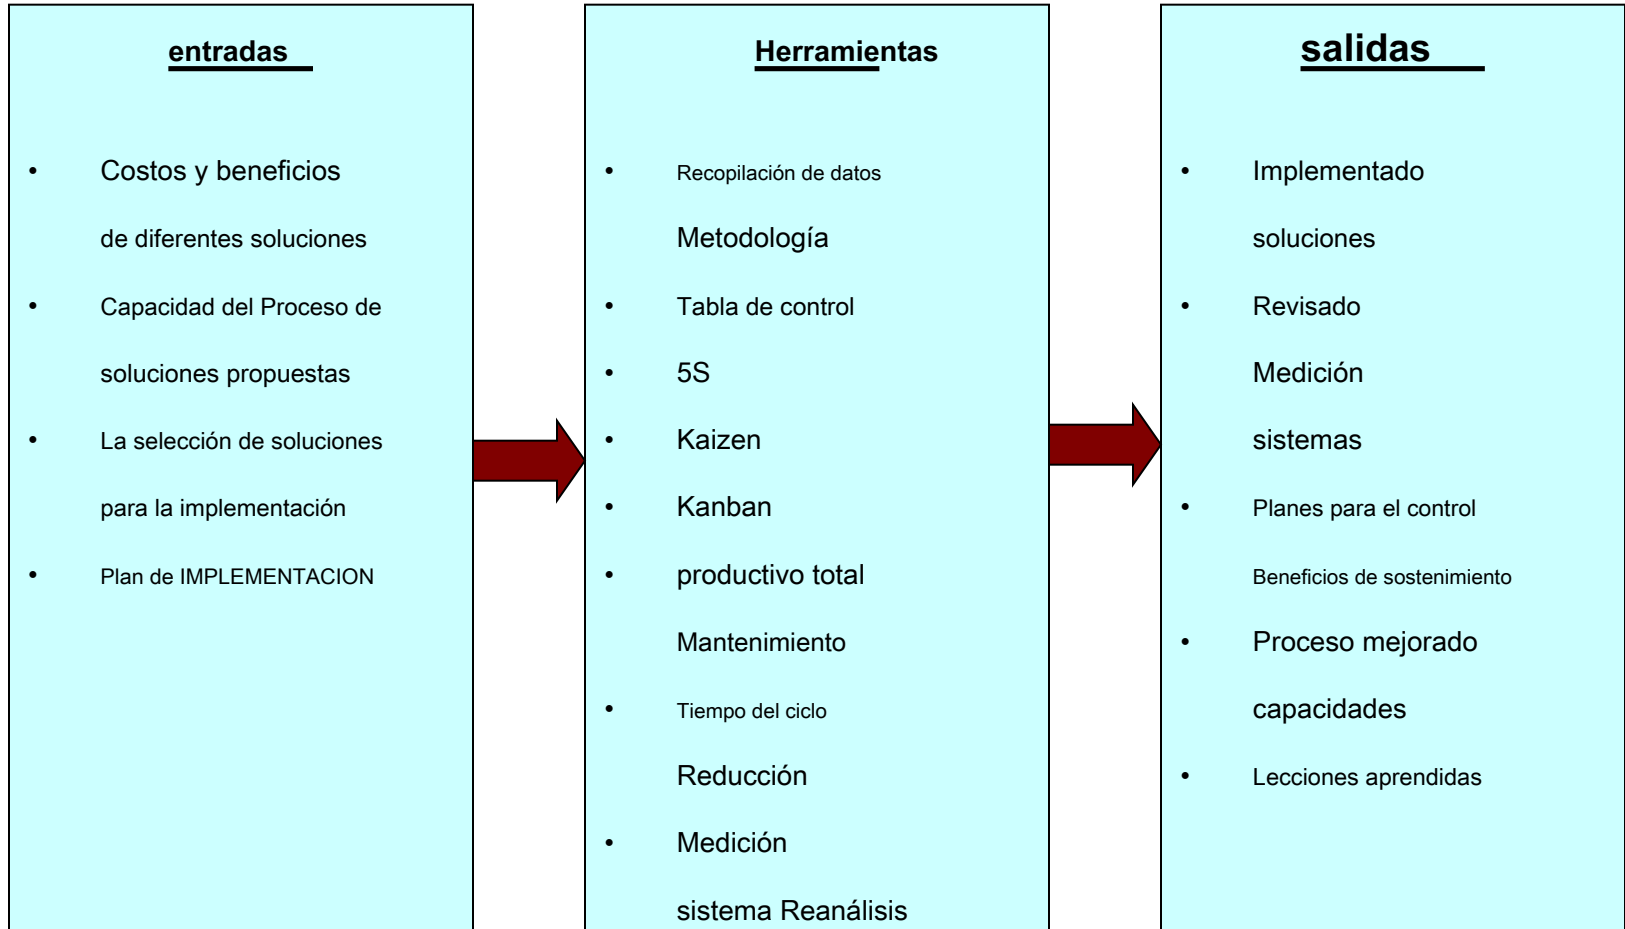 entradas
• Costos y beneficios
de diferentes soluciones
• Capacidad del Proceso de
soluciones propuestas
• La selección de soluciones
para la implementación
• Plan de IMPLEMENTACION
Herramientas
• Recopilación de datos
Metodología
• Tabla de control
• 5S
• Kaizen
• Kanban
• productivo total
Mantenimiento
• Tiempo del ciclo
Reducción
• Medición
sistema Reanálisis
salidas
• Implementado
soluciones
• Revisado
Medición
sistemas
• Planes para el control
Beneficios de sostenimiento
• Proceso mejorado
capacidades
• Lecciones aprendidas